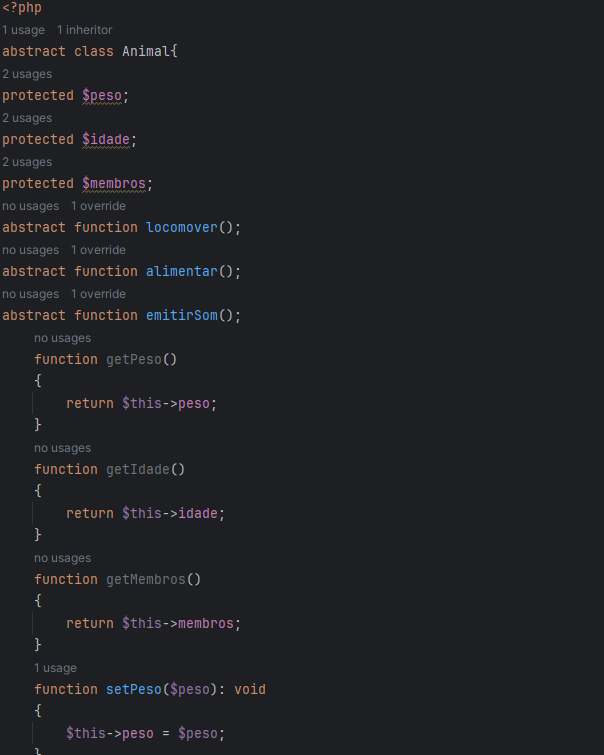 <?php
1 usage 1 inheritor
abstract class Animal{
2 usages
protected $peso;
2 usages
protected $idade;
2 usages
protected $membros;
no usages 1 override
abstract function locomover();
no usages 1 override
abstract function alimentar();
no usages 1 override
abstract function emitirSom();
no usages
function getPeso()
{
return $this->peso;
}
no usages
function getIdade()
{
return $this->idade;
}
no usages
function getMembros()
{
return $this->membros;
}
1 usage
function setPeso($peso): void
{
$this->peso = $peso;
}